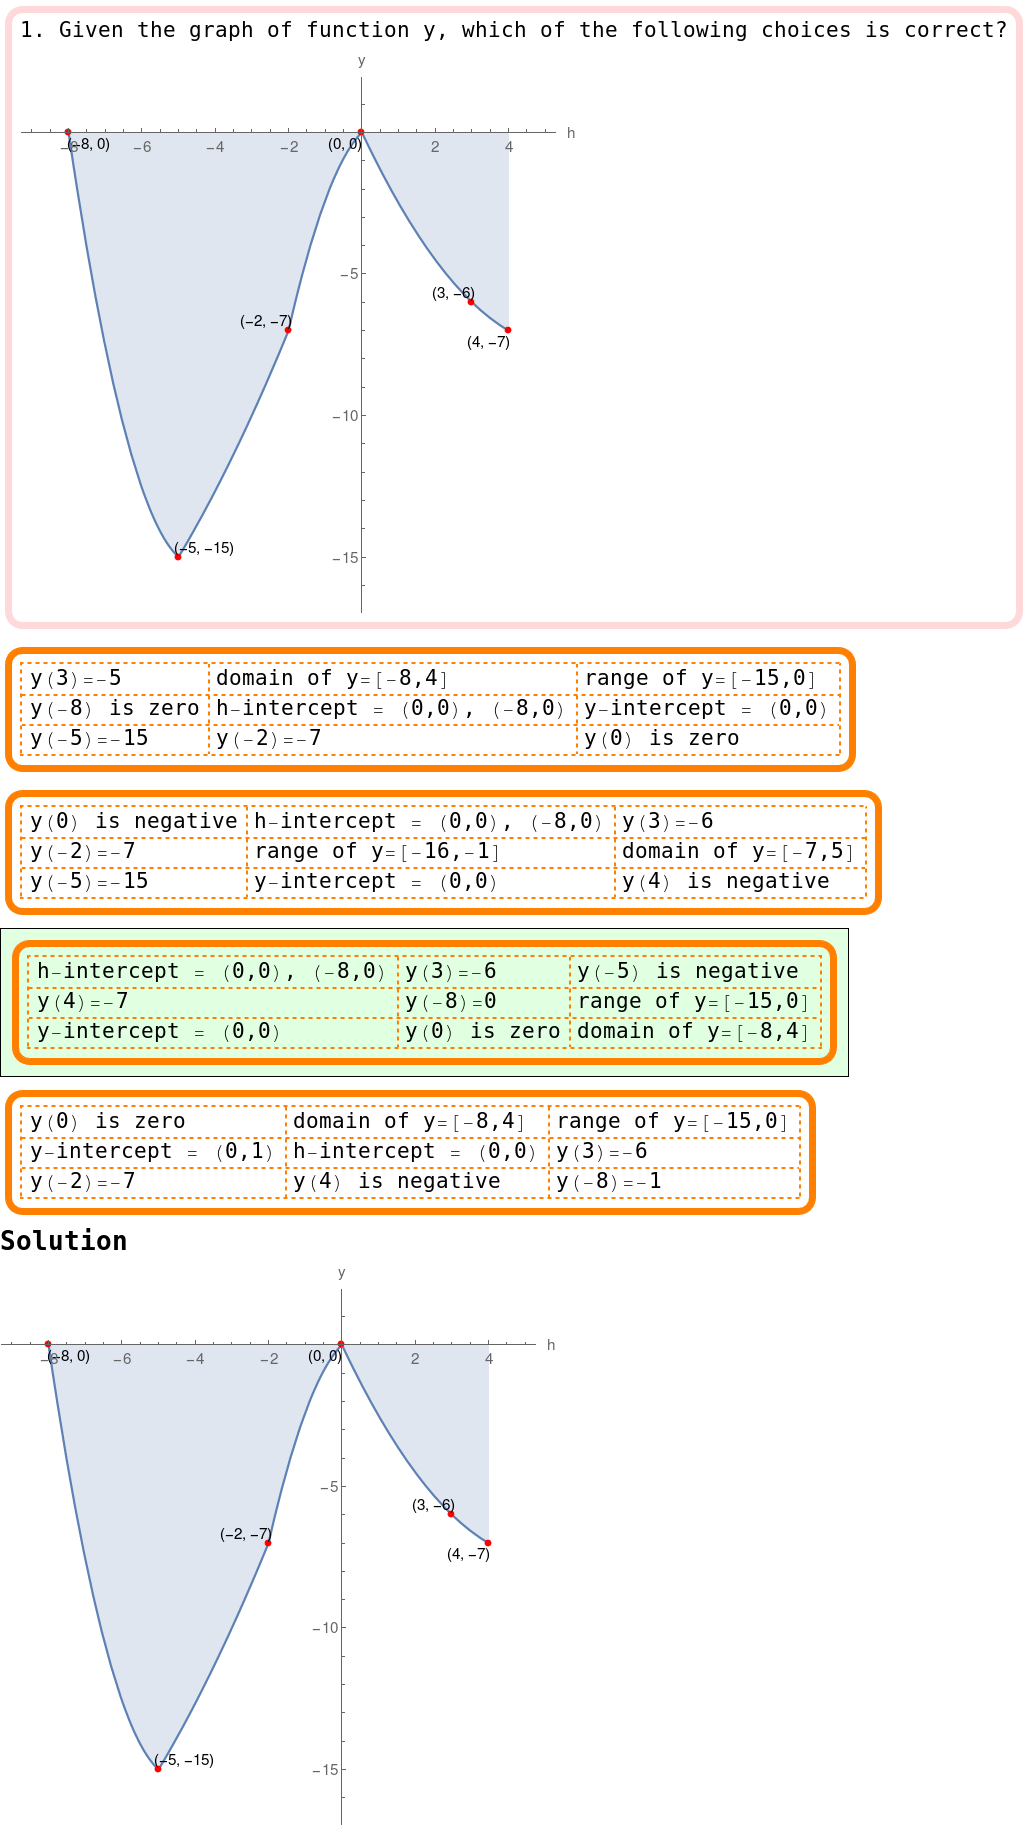 1. Given the graph of function y, which of the following choices is correct?
y
h
(−8, 0)
−8
−6
−4
−2
(0, 0)
2
4
−5
(3, −6)
(−2, −7)
(4, −7)
−10
(−5, −15)
−15
y(3)=−5 domain of y=[−8,4] range of y=[−15,0]
y(−8) is zero h−intercept = (0,0), (−8,0) y−intercept = (0,0)
y(−5)=−15 y(−2)=−7 y(0) is zero
y(0) is negative h−intercept = (0,0), (−8,0) y(3)=−6
y(−2)=−7 range of y=[−16,−1] domain of y=[−7,5]
y(−5)=−15 y−intercept = (0,0) y(4) is negative
h−intercept = (0,0), (−8,0) y(3)=−6 y(−5) is negative
y(4)=−7 y(−8)=0 range of y=[−15,0]
y−intercept = (0,0) y(0) is zero domain of y=[−8,4]
y(0) is zero domain of y=[−8,4] range of y=[−15,0]
y−intercept = (0,1) h−intercept = (0,0) y(3)=−6
y(−2)=−7 y(4) is negative y(−8)=−1
Solution
y
h
(−8, 0)
−8
−6
−4
−2
(0, 0)
2
4
−5
(3, −6)
(−2, −7)
(4, −7)
−10
(−5, −15)
−15